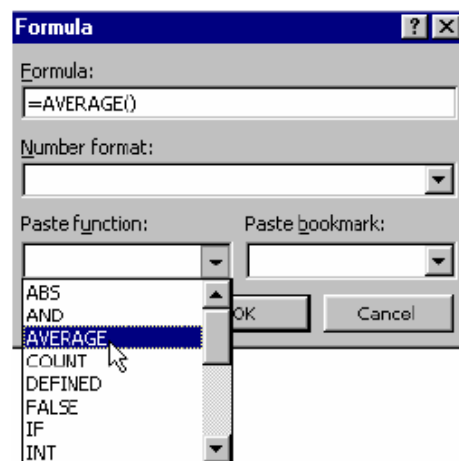 Formula
Formula:
=AVERAGE()
Number format:
Paste function: Paste bookmark:
ABS
AND
AVERAGE
COUNT
DEFINED
FALSE
IF
INT
OK Cancel